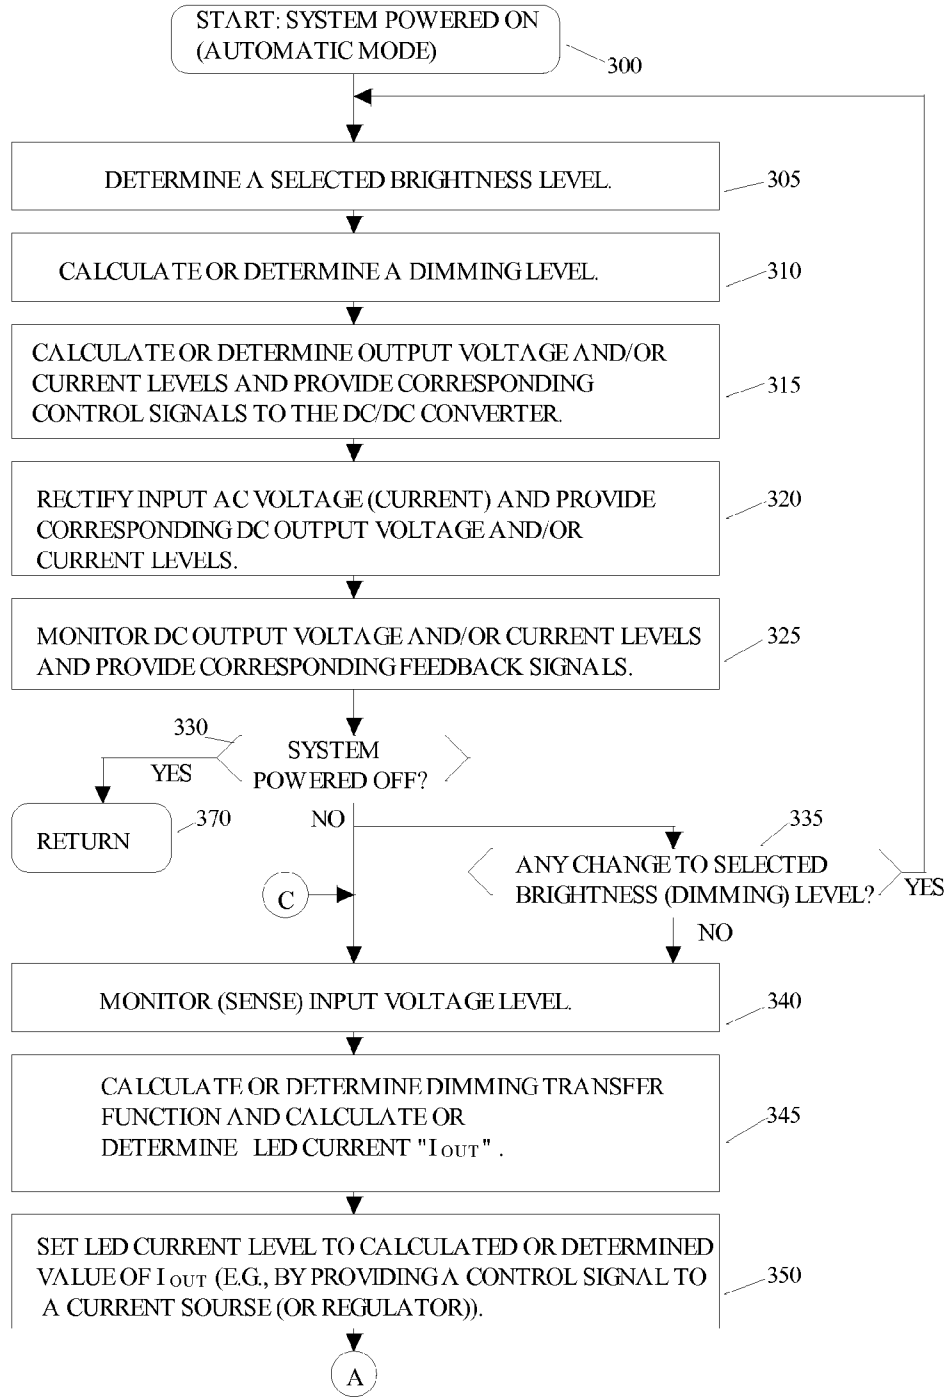 START: SYSTEM POWERED ON
(AUTOMATIC MODE)
300
DETERMINE A SELECTED BRIGHTNESS LEVEL.
305
CALCULATE OR DETERMINE A DIMMING LEVEL.
310
CALCULATE OR DETERMINE OUTPUT VOLTAGE AND/OR
CURRENT LEVELS AND PROVIDE CORRESPONDING
CONTROL SIGNALS TO THE DC/DC CONVERTER.
315
RECTIFY INPUT AC VOLTAGE (CURRENT) AND PROVIDE
CORRESPONDING DC OUTPUT VOLTAGE AND/OR
CURRENT LEVELS.
320
MONITOR DC OUTPUT VOLTAGE AND/OR CURRENT LEVELS
AND PROVIDE CORRESPONDING FEEDBACK SIGNALS.
325
330
SYSTEM
POWERED OFF?
YES
RETURN
370
NO
335
ANY CHANGE TO SELECTED
BRIGHTNESS (DIMMING) LEVEL?
YES
C
NO
MONITOR (SENSE) INPUT VOLTAGE LEVEL.
340
CALCULATE OR DETERMINE DIMMING TRANSFER
FUNCTION AND CALCULATE OR
DETERMINE LED CURRENT "I OUT" .
345
SET LED CURRENT LEVEL TO CALCULATED OR DETERMINED
VALUE OF I OUT (E.G., BY PROVIDING A CONTROL SIGNAL TO
A CURRENT SOURSE (OR REGULATOR)).
350
A